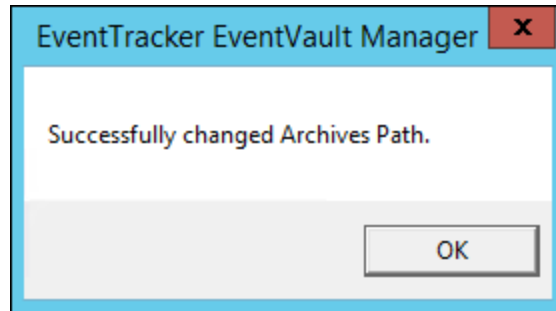 EventTracker EventVault Manager x
Successfully changed Archives Path.
OK